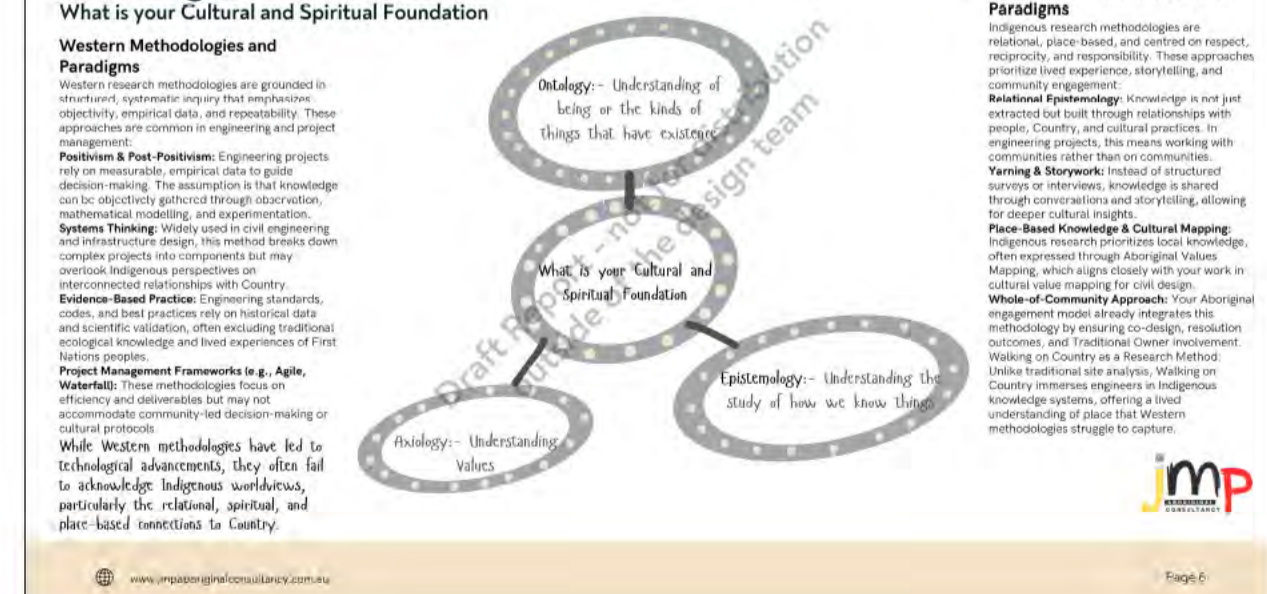 What is your Cultural and Spiritual Foundation
Western Methodologies and
Paradigms
Western research methodologies are grounded in
structured, systematic inquiry that emphasizes
objectivity, empirical data, and repeatability. These
approaches are common in engineering and project
management:
Positivism & Post-Positivism: Engineering projects
rely on measurable, empirical data to guide
decision-making. The assumption is that knowledge
can be objectively gathered through observation,
mathematical modelling, and experimentation.
Systems Thinking: Widely used in civil engineering
and infrastructure design, this method breaks down
complex projects into components but may
overlook Indigenous perspectives on
interconnected relationships with Country.
Evidence-Based Practice: Engineering standards,
codes, and best practices rely on historical data
and scientific validation, often excluding traditional
ecological knowledge and lived experiences of First
Nations peoples.
Project Management Frameworks (e.g., Agile,
Waterfall): These methodologies focus on
efficiency and deliverables but may not
accommodate community-led decision-making or
cultural protocols
While Western methodologies have led to
technological advancements, they often fail
to acknowledge Indigenous worldviews,
particularly the relational, spiritual, and
place-based connections to Country.
Ontology:- Understanding of
being or the kinds of
things that have existence
What is your Cultural and
Spiritual Foundation
Epistemology:- Understanding the
study of how we know things
Axiology:- Understanding
Values
Draft Report - not for distribution
outside of the design team
Paradigms
Indigenous research methodologies are
relational, place-based, and centred on respect,
reciprocity, and responsibility. These approaches
prioritize lived experience, storytelling, and
community engagement:
Relational Epistemology: Knowledge is not just
extracted but built through relationships with
people, Country, and cultural practices. In
engineering projects, this means working with
communities rather than on communities.
Yarning & Storywork: Instead of structured
surveys or interviews, knowledge is shared
through conversations and storytelling, allowing
for deeper cultural insights.
Place-Based Knowledge & Cultural Mapping:
Indigenous research prioritizes local knowledge,
often expressed through Aboriginal Values
Mapping, which aligns closely with your work in
cultural value mapping for civil design.
Whole-of-Community Approach: Your Aboriginal
engagement model already integrates this
methodology by ensuring co-design, resolution
outcomes, and Traditional Owner involvement.
Walking on Country as a Research Method:
Unlike traditional site analysis, Walking on
Country immerses engineers in Indigenous
knowledge systems, offering a lived
understanding of place that Western
methodologies struggle to capture.
jmp
ABORIGINAL
CONSULTANCY
www.jmpaboriginalconsultancy.com.au
Page 6